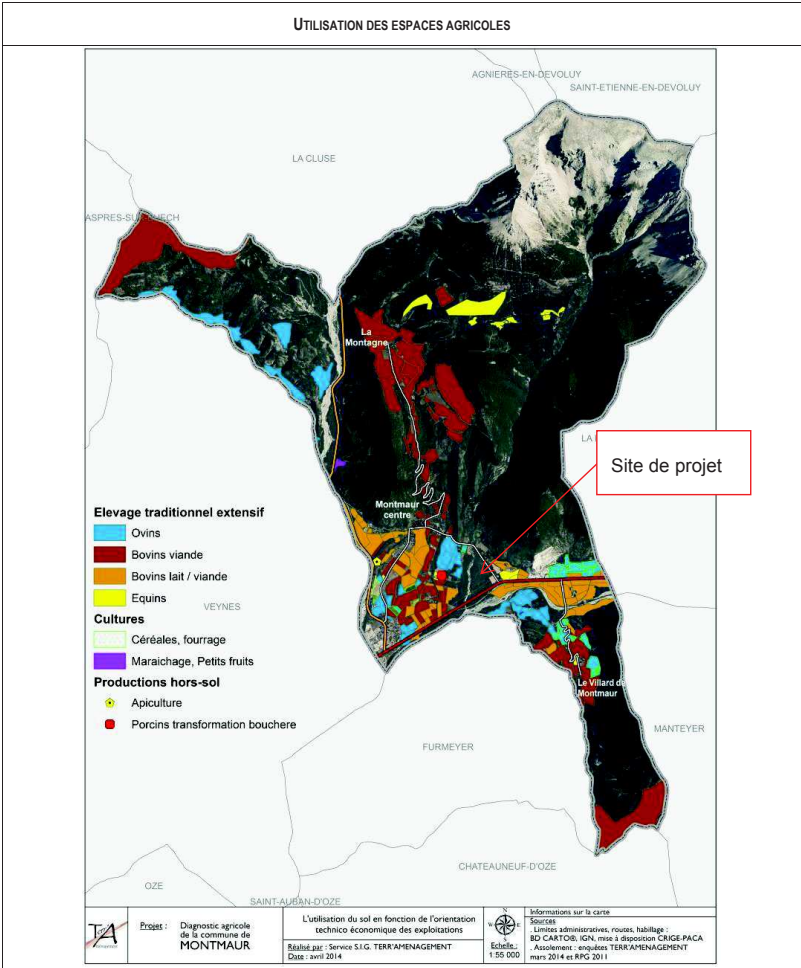 UTILISATION DES ESPACES AGRICOLES
AGNIERES-EN-DEVOLUY
SAINT-ETIENNE-EN-DEVOLUY
LA CLUSE
La
Montagne
LA
Site de projet
Montmaur
centre
Elevage traditionnel extensif
Ovins
Bovins viande
Bovins lait / viande
Equins
VEYNES
Cultures
Céréales, fourrage
Maraichage, Petits fruits
Productions hors-sol
Apiculture
Porcins transformation bouchere
Le Villard de
Montmaur
MANTEYER
FURMEYER
CHATEAUNEUF-D'OZE
OZE
SAINT-AUBAN-D'OZE
Projet : Diagnostic agricole
de la commune de
MONTMAUR
L'utilisation du sol en fonction de l'orientation
technico économique des exploitations
Réalisé par : Service S.I.G. TERR'AMENAGEMENT
Date : avril 2014
N
W E
S
Echelle :
1:55 000
Informations sur la carte
Sources
. Limites administratives, routes, habillage :
BD CARTO®, IGN, mise à disposition CRIGE-PACA
. Assolement : enquêtes TERR'AMENAGEMENT
mars 2014 et RPG 2011